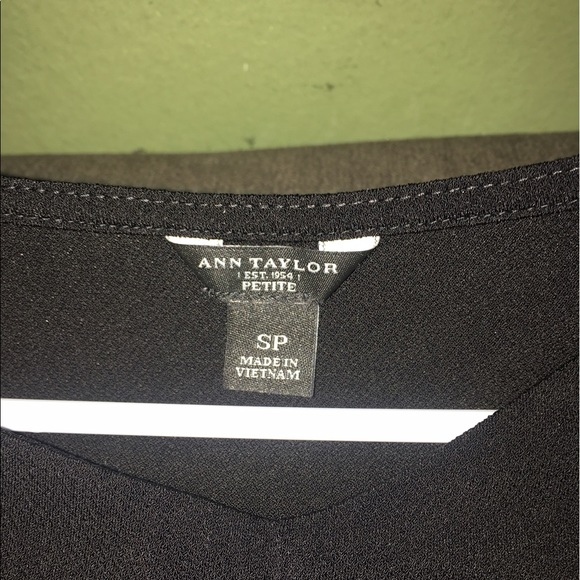 ANN TAYLOR
EST. 1954
PETITE
SP
MADE IN
VIETNAM